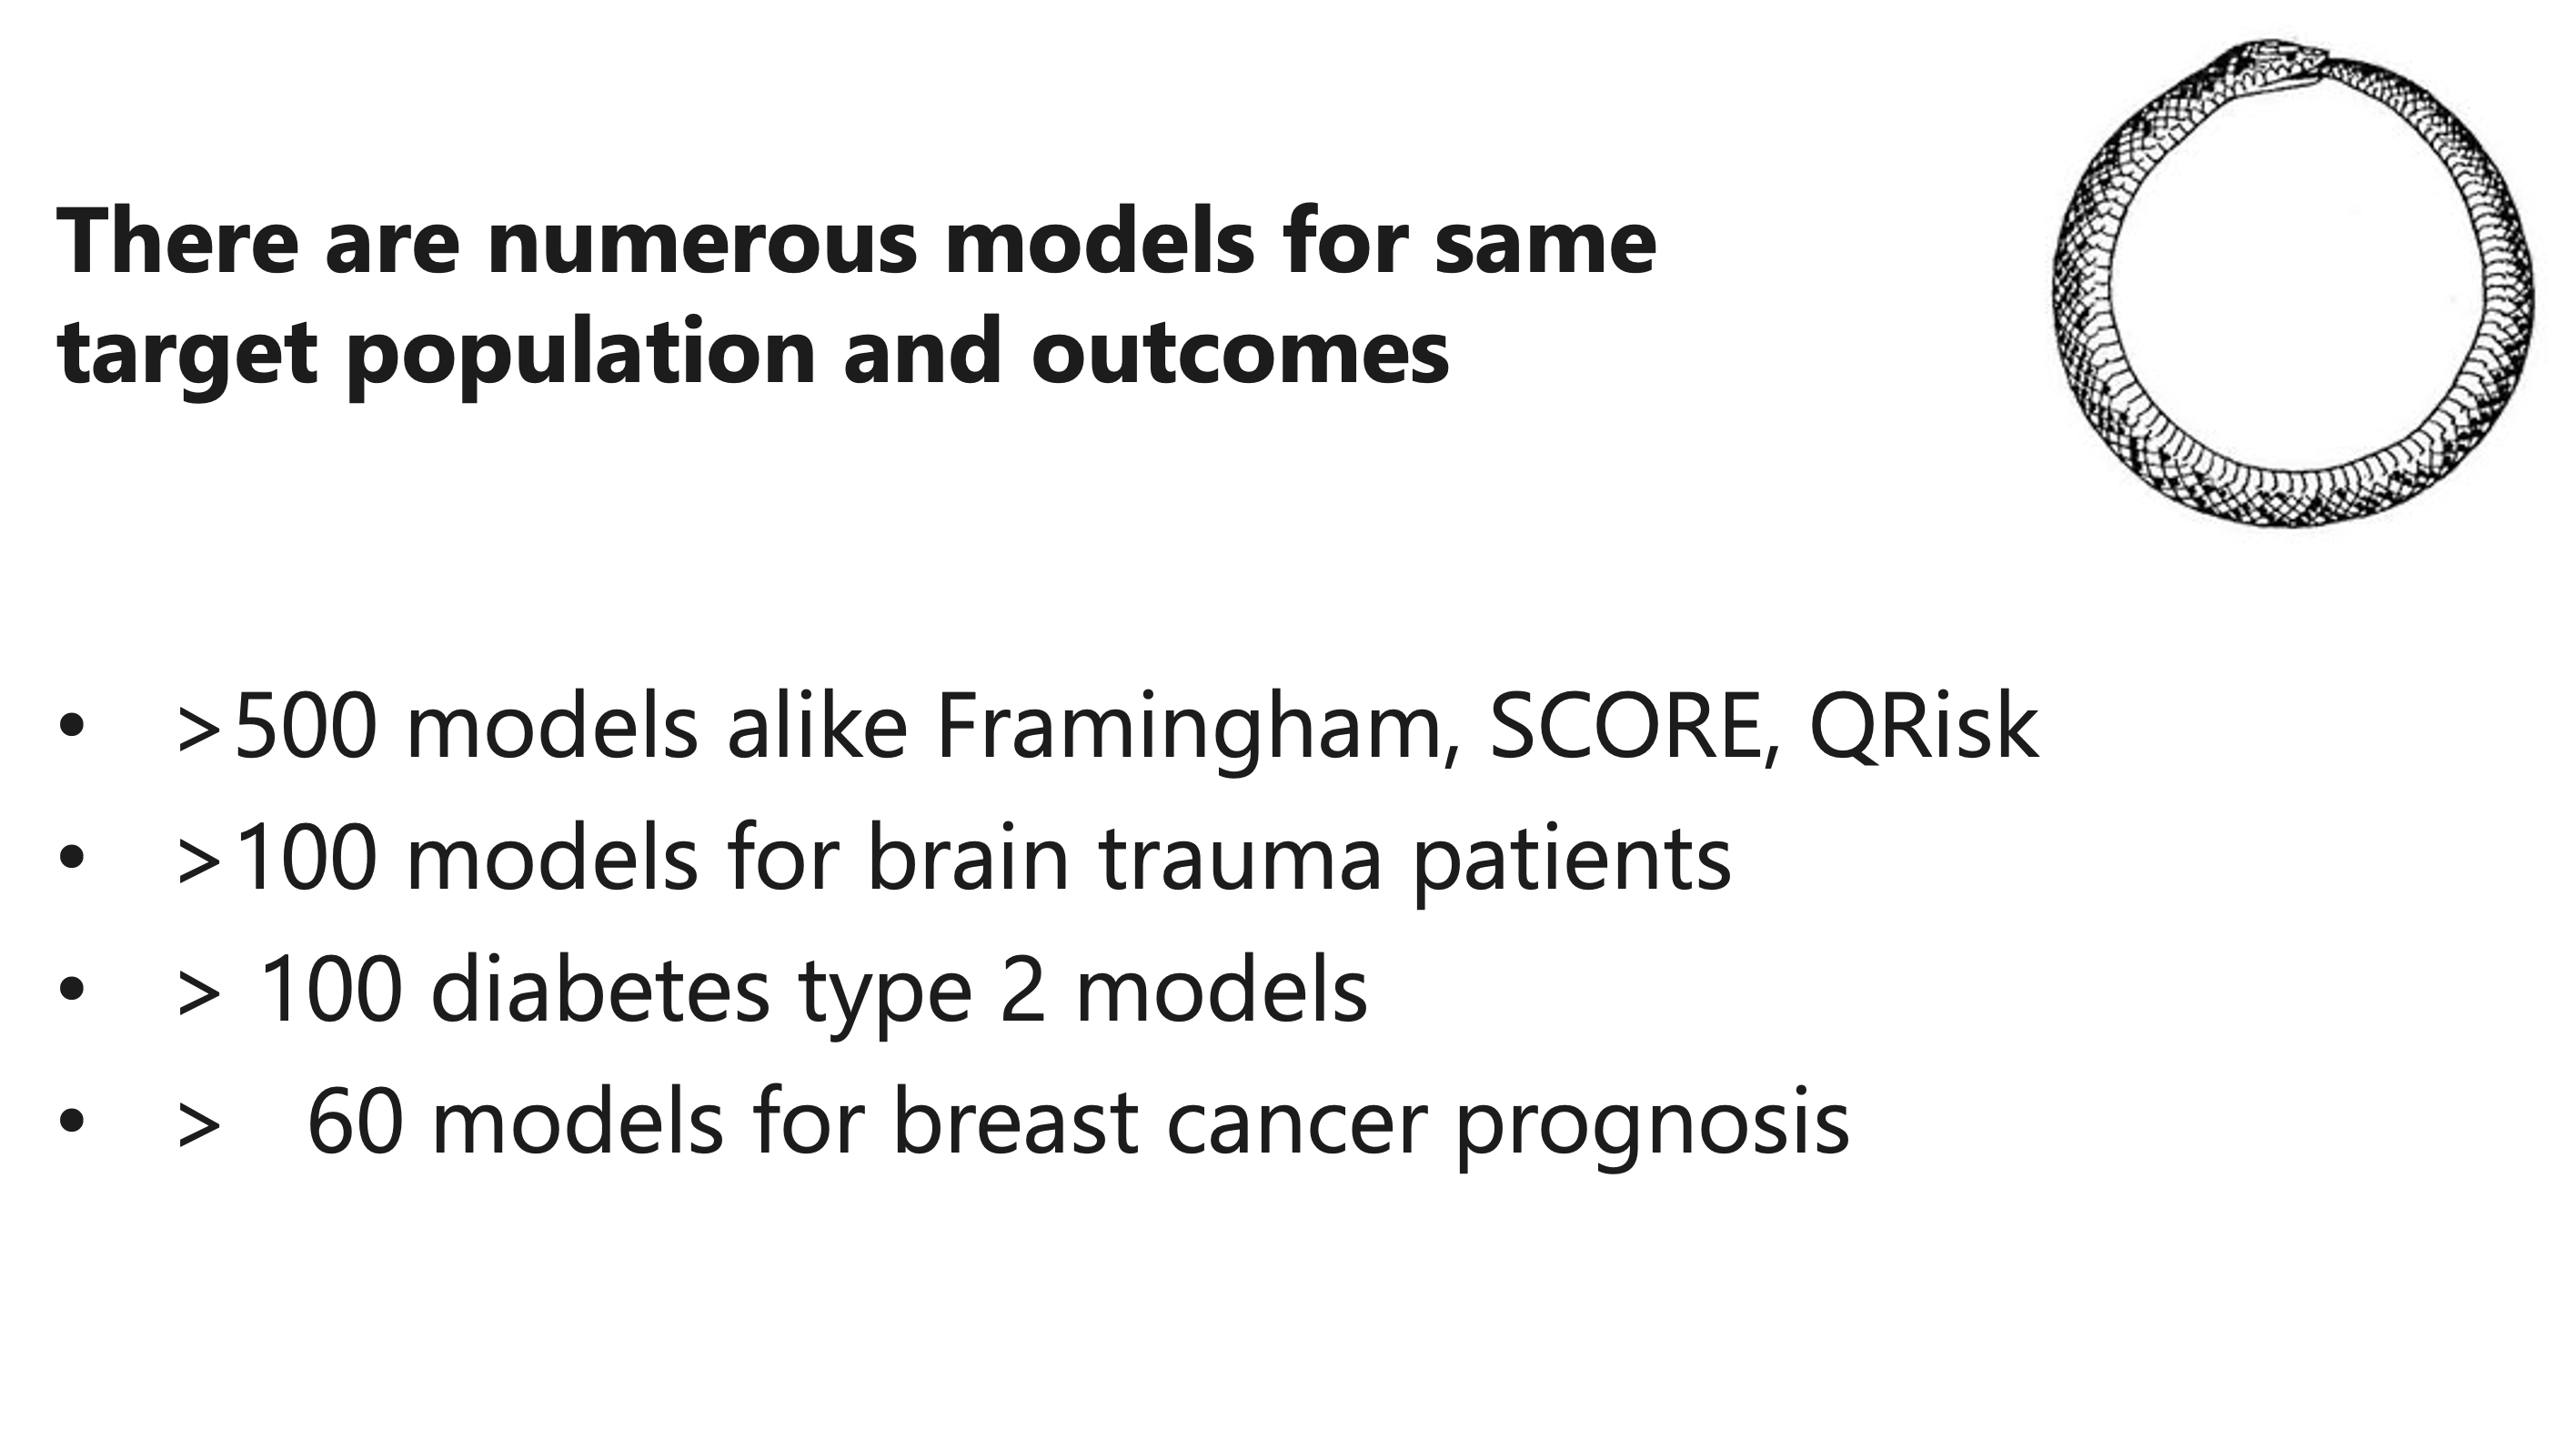 There are numerous models for same
target population and outcomes
• >500 models alike Framingham, SCORE, QRisk
• >100 models for brain trauma patients
• > 100 diabetes type 2 models
• >   60 models for breast cancer prognosis